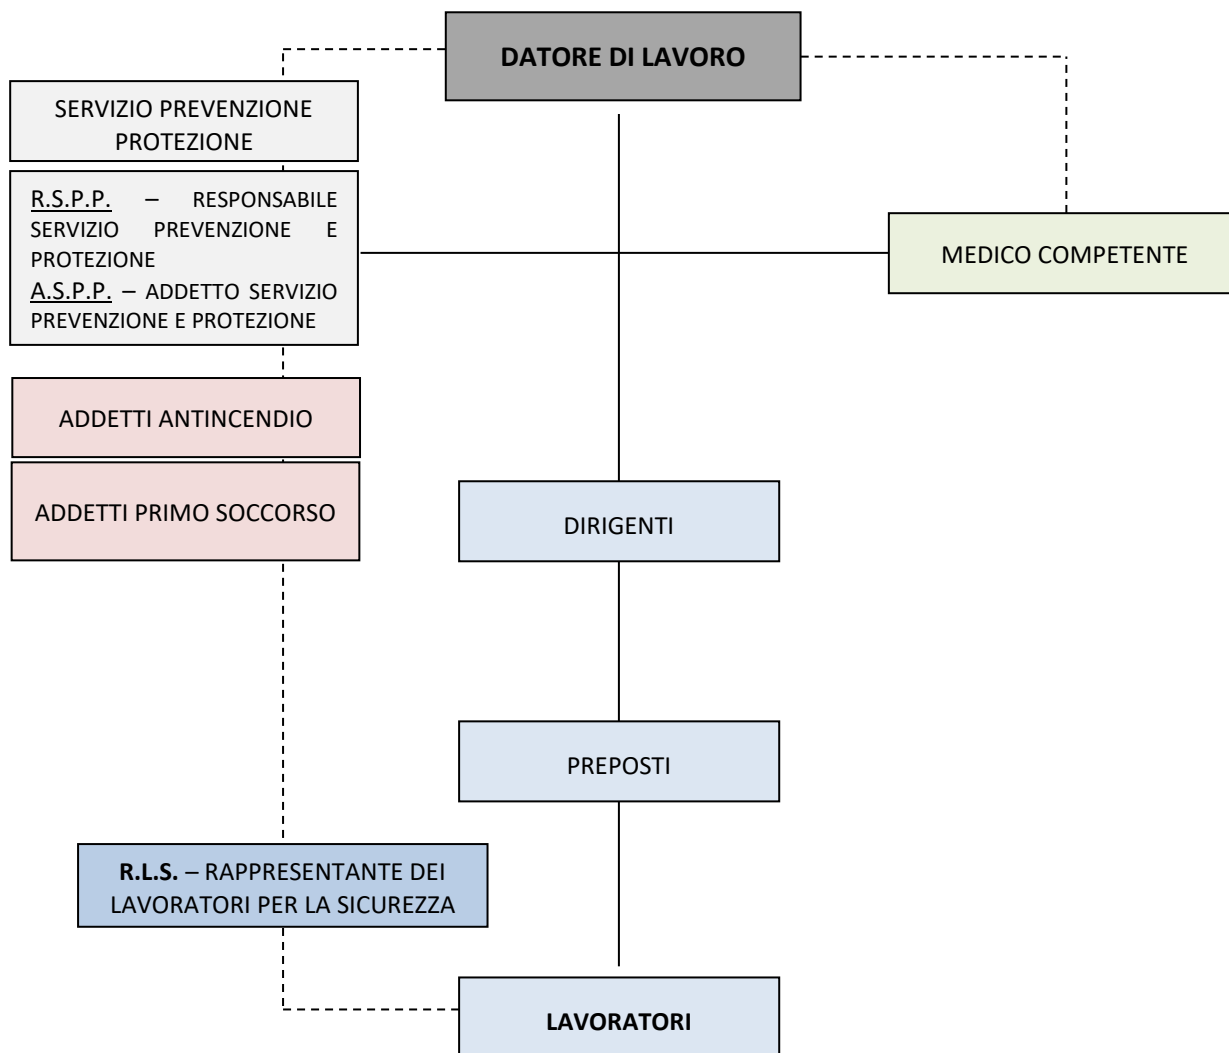 DATORE DI LAVORO
SERVIZIO PREVENZIONE
PROTEZIONE
R.S.P.P. – RESPONSABILE
SERVIZIO PREVENZIONE E
PROTEZIONE
A.S.P.P. – ADDETTO SERVIZIO
PREVENZIONE E PROTEZIONE
MEDICO COMPETENTE
ADDETTI ANTINCENDIO
ADDETTI PRIMO SOCCORSO
DIRIGENTI
PREPOSTI
R.L.S. – RAPPRESENTANTE DEI
LAVORATORI PER LA SICUREZZA
LAVORATORI